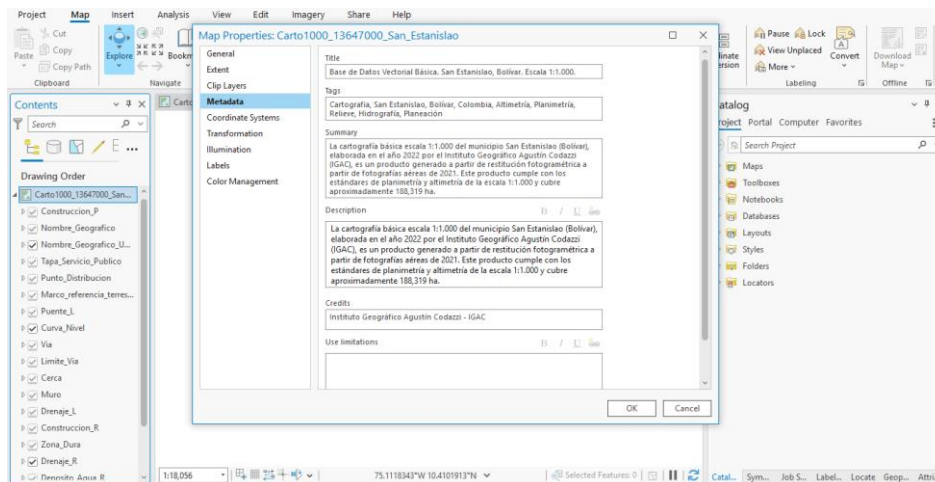 Project Map Insert Analysis View Edit Imagery Share Help
Cut
Copy
Paste
Copy Path
Clipboard
Explore
Navigate
Bookm
Pause
Lock
View Unplaced
More
Convert
Labeling
Download
Map
Offline
Contents
Search
Drawing Order
Carto1000_13647000_San...
Construccion_P
Nombre_Geografico
Nombre_Geografico_U...
Tapa_Servicio_Publico
Punto_Distribucion
Marco_referencia_terres...
Puente_L
Curva_Nivel
Via
Limite_Via
Cerca
Muro
Drenaje_L
Construccion_R
Zona_Dura
Drenaje_R
Deposito_Agua_R
Carto
Map Properties: Carto1000_13647000_San_Estanislao
General
Extent
Clip Layers
Metadata
Coordinate Systems
Transformation
Illumination
Labels
Color Management
Title
Base de Datos Vectorial Básica. San Estanislao, Bolívar. Escala 1:1.000.
Tags
Cartografía, San Estanislao, Bolívar, Colombia, Altimetría, Planimetría,
Relieve, Hidrografía, Planeación
Summary
La cartografía básica escala 1:1.000 del municipio San Estanislao (Bolívar),
elaborada en el año 2022 por el Instituto Geográfico Agustín Codazzi
(IGAC), es un producto generado a partir de restitución fotogramétrica a
partir de fotografías aéreas de 2021. Este producto cumple con los
estándares de planimetría y altimetría de la escala 1:1.000 y cubre
aproximadamente 188,319 ha.
Description
B I U
La cartografía básica escala 1:1.000 del municipio San Estanislao (Bolívar),
elaborada en el año 2022 por el Instituto Geográfico Agustín Codazzi
(IGAC), es un producto generado a partir de restitución fotogramétrica a
partir de fotografías aéreas de 2021. Este producto cumple con los
estándares de planimetría y altimetría de la escala 1:1.000 y cubre
aproximadamente 188,319 ha.
Credits
Instituto Geográfico Agustín Codazzi - IGAC
Use limitations
B I U
OK Cancel
1:18,056
75.1118343°W 10.4101913°N
Selected Features: 0
atalog
roject Portal Computer Favorites
Search Project
Maps
Toolboxes
Notebooks
Databases
Layouts
Styles
Folders
Locators
Catal... Sym... Job S... Label... Locate Geop... Attri